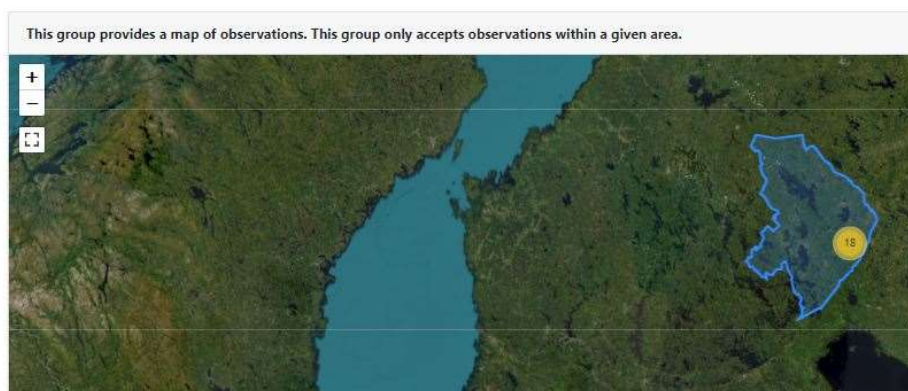 This group provides a map of observations. This group only accepts observations within a given area.
+
−
18